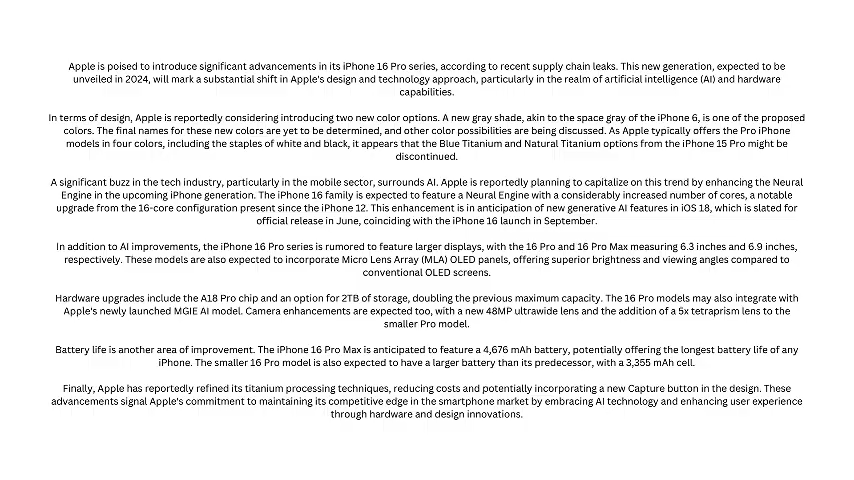 Apple is poised to introduce significant advancements in its iPhone 16 Pro series, according to recent supply chain leaks. This new generation, expected to be
unveiled in 2024, will mark a substantial shift in Apple's design and technology approach, particularly in the realm of artificial intelligence (AI) and hardware
capabilities.
In terms of design, Apple is reportedly considering introducing two new color options. A new gray shade, akin to the space gray of the iPhone 6, is one of the proposed
colors. The final names for these new colors are yet to be determined, and other color possibilities are being discussed. As Apple typically offers the Pro iPhone
models in four colors, including the staples of white and black, it appears that the Blue Titanium and Natural Titanium options from the iPhone 15 Pro might be
discontinued.
A significant buzz in the tech industry, particularly in the mobile sector, surrounds AI. Apple is reportedly planning to capitalize on this trend by enhancing the Neural
Engine in the upcoming iPhone generation. The iPhone 16 family is expected to feature a Neural Engine with a considerably increased number of cores, a notable
upgrade from the 16-core configuration present since the iPhone 12. This enhancement is in anticipation of new generative AI features in iOS 18, which is slated for
official release in June, coinciding with the iPhone 16 launch in September.
In addition to AI improvements, the iPhone 16 Pro series is rumored to feature larger displays, with the 16 Pro and 16 Pro Max measuring 6.3 inches and 6.9 inches,
respectively. These models are also expected to incorporate Micro Lens Array (MLA) OLED panels, offering superior brightness and viewing angles compared to
conventional OLED screens.
Hardware upgrades include the A18 Pro chip and an option for 2TB of storage, doubling the previous maximum capacity. The 16 Pro models may also integrate with
Apple's newly launched MGIE AI model. Camera enhancements are expected too, with a new 48MP ultrawide lens and the addition of a 5x tetraprism lens to the
smaller Pro model.
Battery life is another area of improvement. The iPhone 16 Pro Max is anticipated to feature a 4,676 mAh battery, potentially offering the longest battery life of any
iPhone. The smaller 16 Pro model is also expected to have a larger battery than its predecessor, with a 3,355 mAh cell.
Finally, Apple has reportedly refined its titanium processing techniques, reducing costs and potentially incorporating a new Capture button in the design. These
advancements signal Apple's commitment to maintaining its competitive edge in the smartphone market by embracing AI technology and enhancing user experience
through hardware and design innovations.